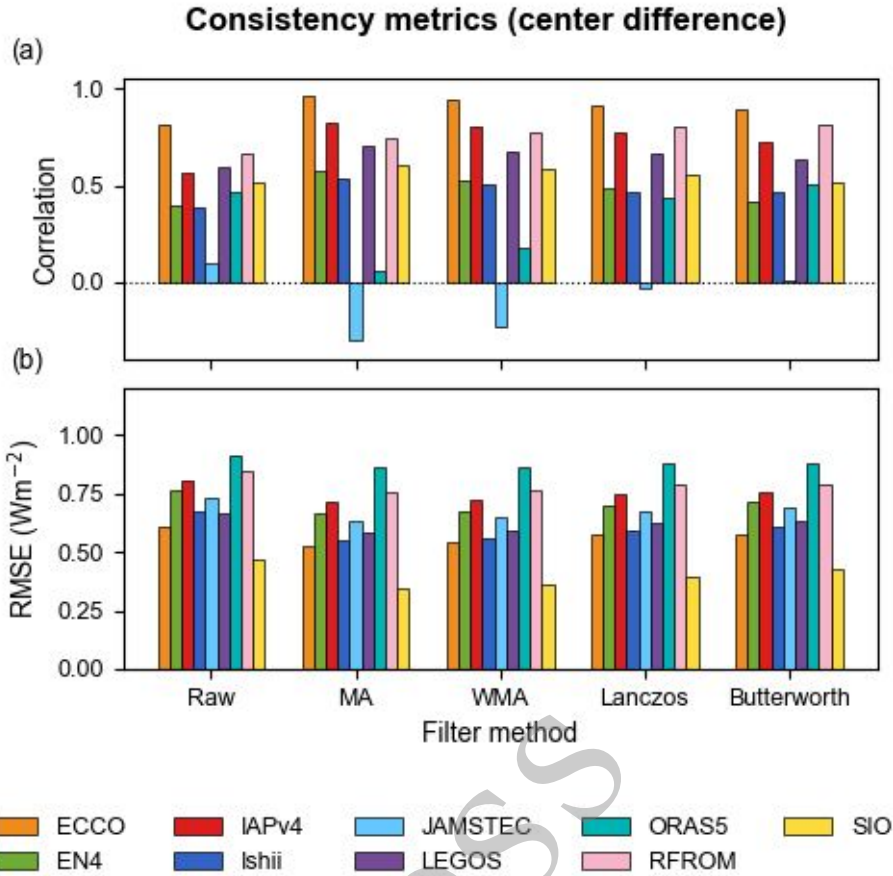 Consistency metrics (center difference)
(a)
1.0
0.5
0.0
Correlation
(b)
1.00
0.75
0.50
0.25
0.00
RMSE (Wm⁻²)
Raw MA WMA Lanczos Butterworth
Filter method
ECCO IAPv4 JAMSTEC ORAS5 SIO
EN4 Ishii LEGOS RFROM